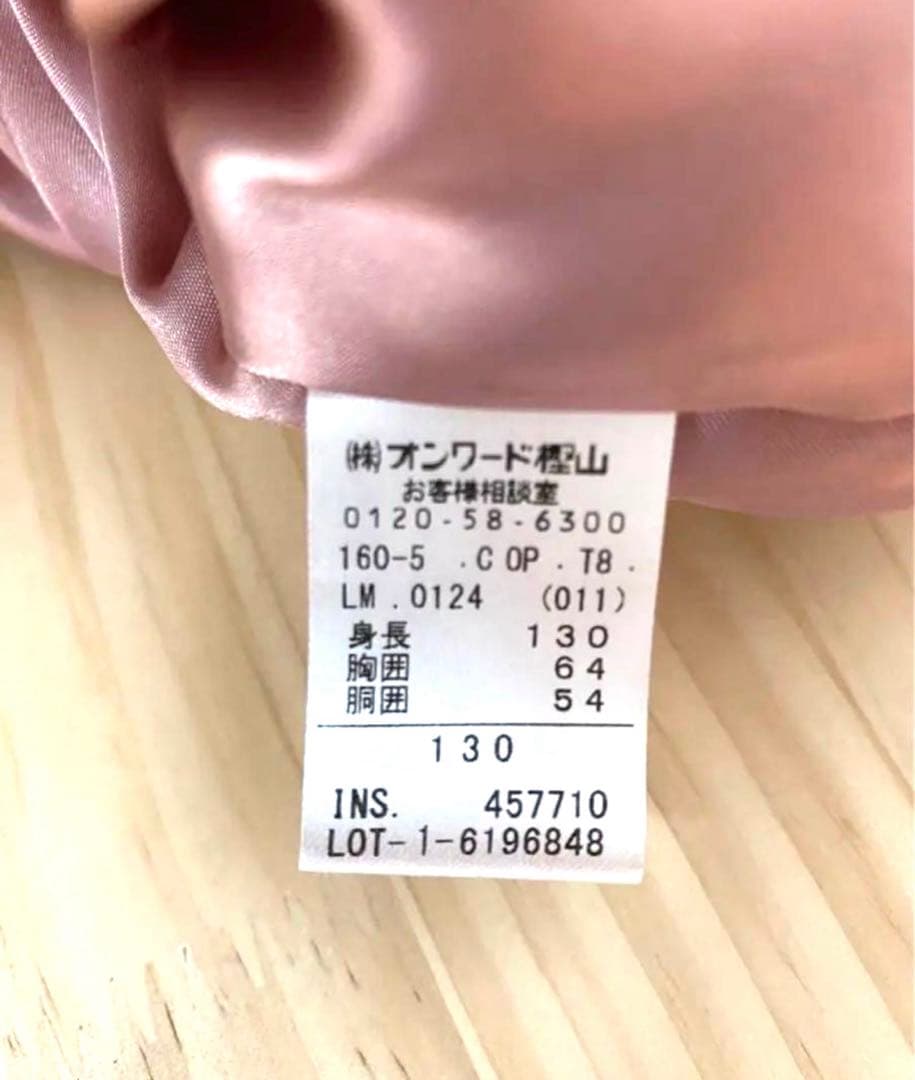 ㈱オンワード樫山
お客様相談室
0120-58-6300
160-5 .C OP . T8 .
LM .0124 (011)
身長 130
胸囲 64
胴囲 54
130
INS. 457710
LOT-1-6196848